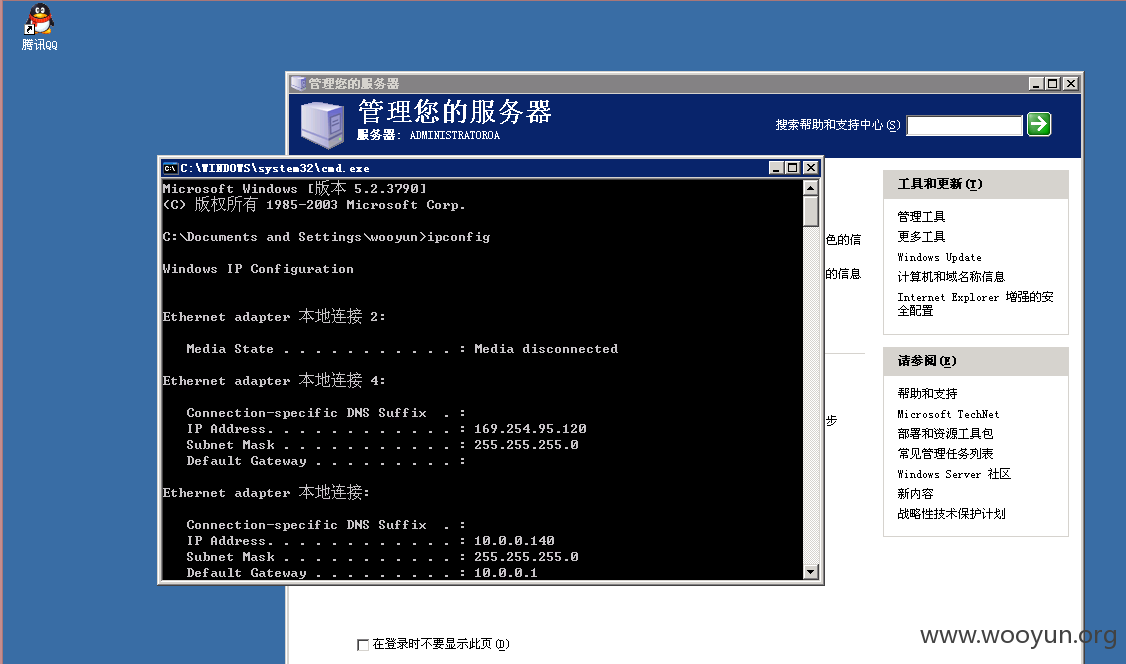 腾讯QQ
管理您的服务器
管理您的服务器
服务器: ADMINISTRATOROA
搜索帮助和支持中心(S)
C:\WINDOWS\system32\cmd.exe
Microsoft Windows [版本 5.2.3790]
(C) 版权所有 1985-2003 Microsoft Corp.
C:\Documents and Settings\wooyun>ipconfig
Windows IP Configuration
Ethernet adapter 本地连接 2:
Media State . . . . . . . . . . . : Media disconnected
Ethernet adapter 本地连接 4:
Connection-specific DNS Suffix . :
IP Address. . . . . . . . . . . . : 169.254.95.120
Subnet Mask . . . . . . . . . . . : 255.255.255.0
Default Gateway . . . . . . . . . :
Ethernet adapter 本地连接:
Connection-specific DNS Suffix . :
IP Address. . . . . . . . . . . . : 10.0.0.140
Subnet Mask . . . . . . . . . . . : 255.255.255.0
Default Gateway . . . . . . . . . : 10.0.0.1
色的信
的信息
步
工具和更新(T)
管理工具
更多工具
Windows Update
计算机和域名称信息
Internet Explorer 增强的安
全配置
请参阅(E)
帮助和支持
Microsoft TechNet
部署和资源工具包
常见管理任务列表
Windows Server 社区
新内容
战略性技术保护计划
在登录时不要显示此页(D)
www.wooyun.org